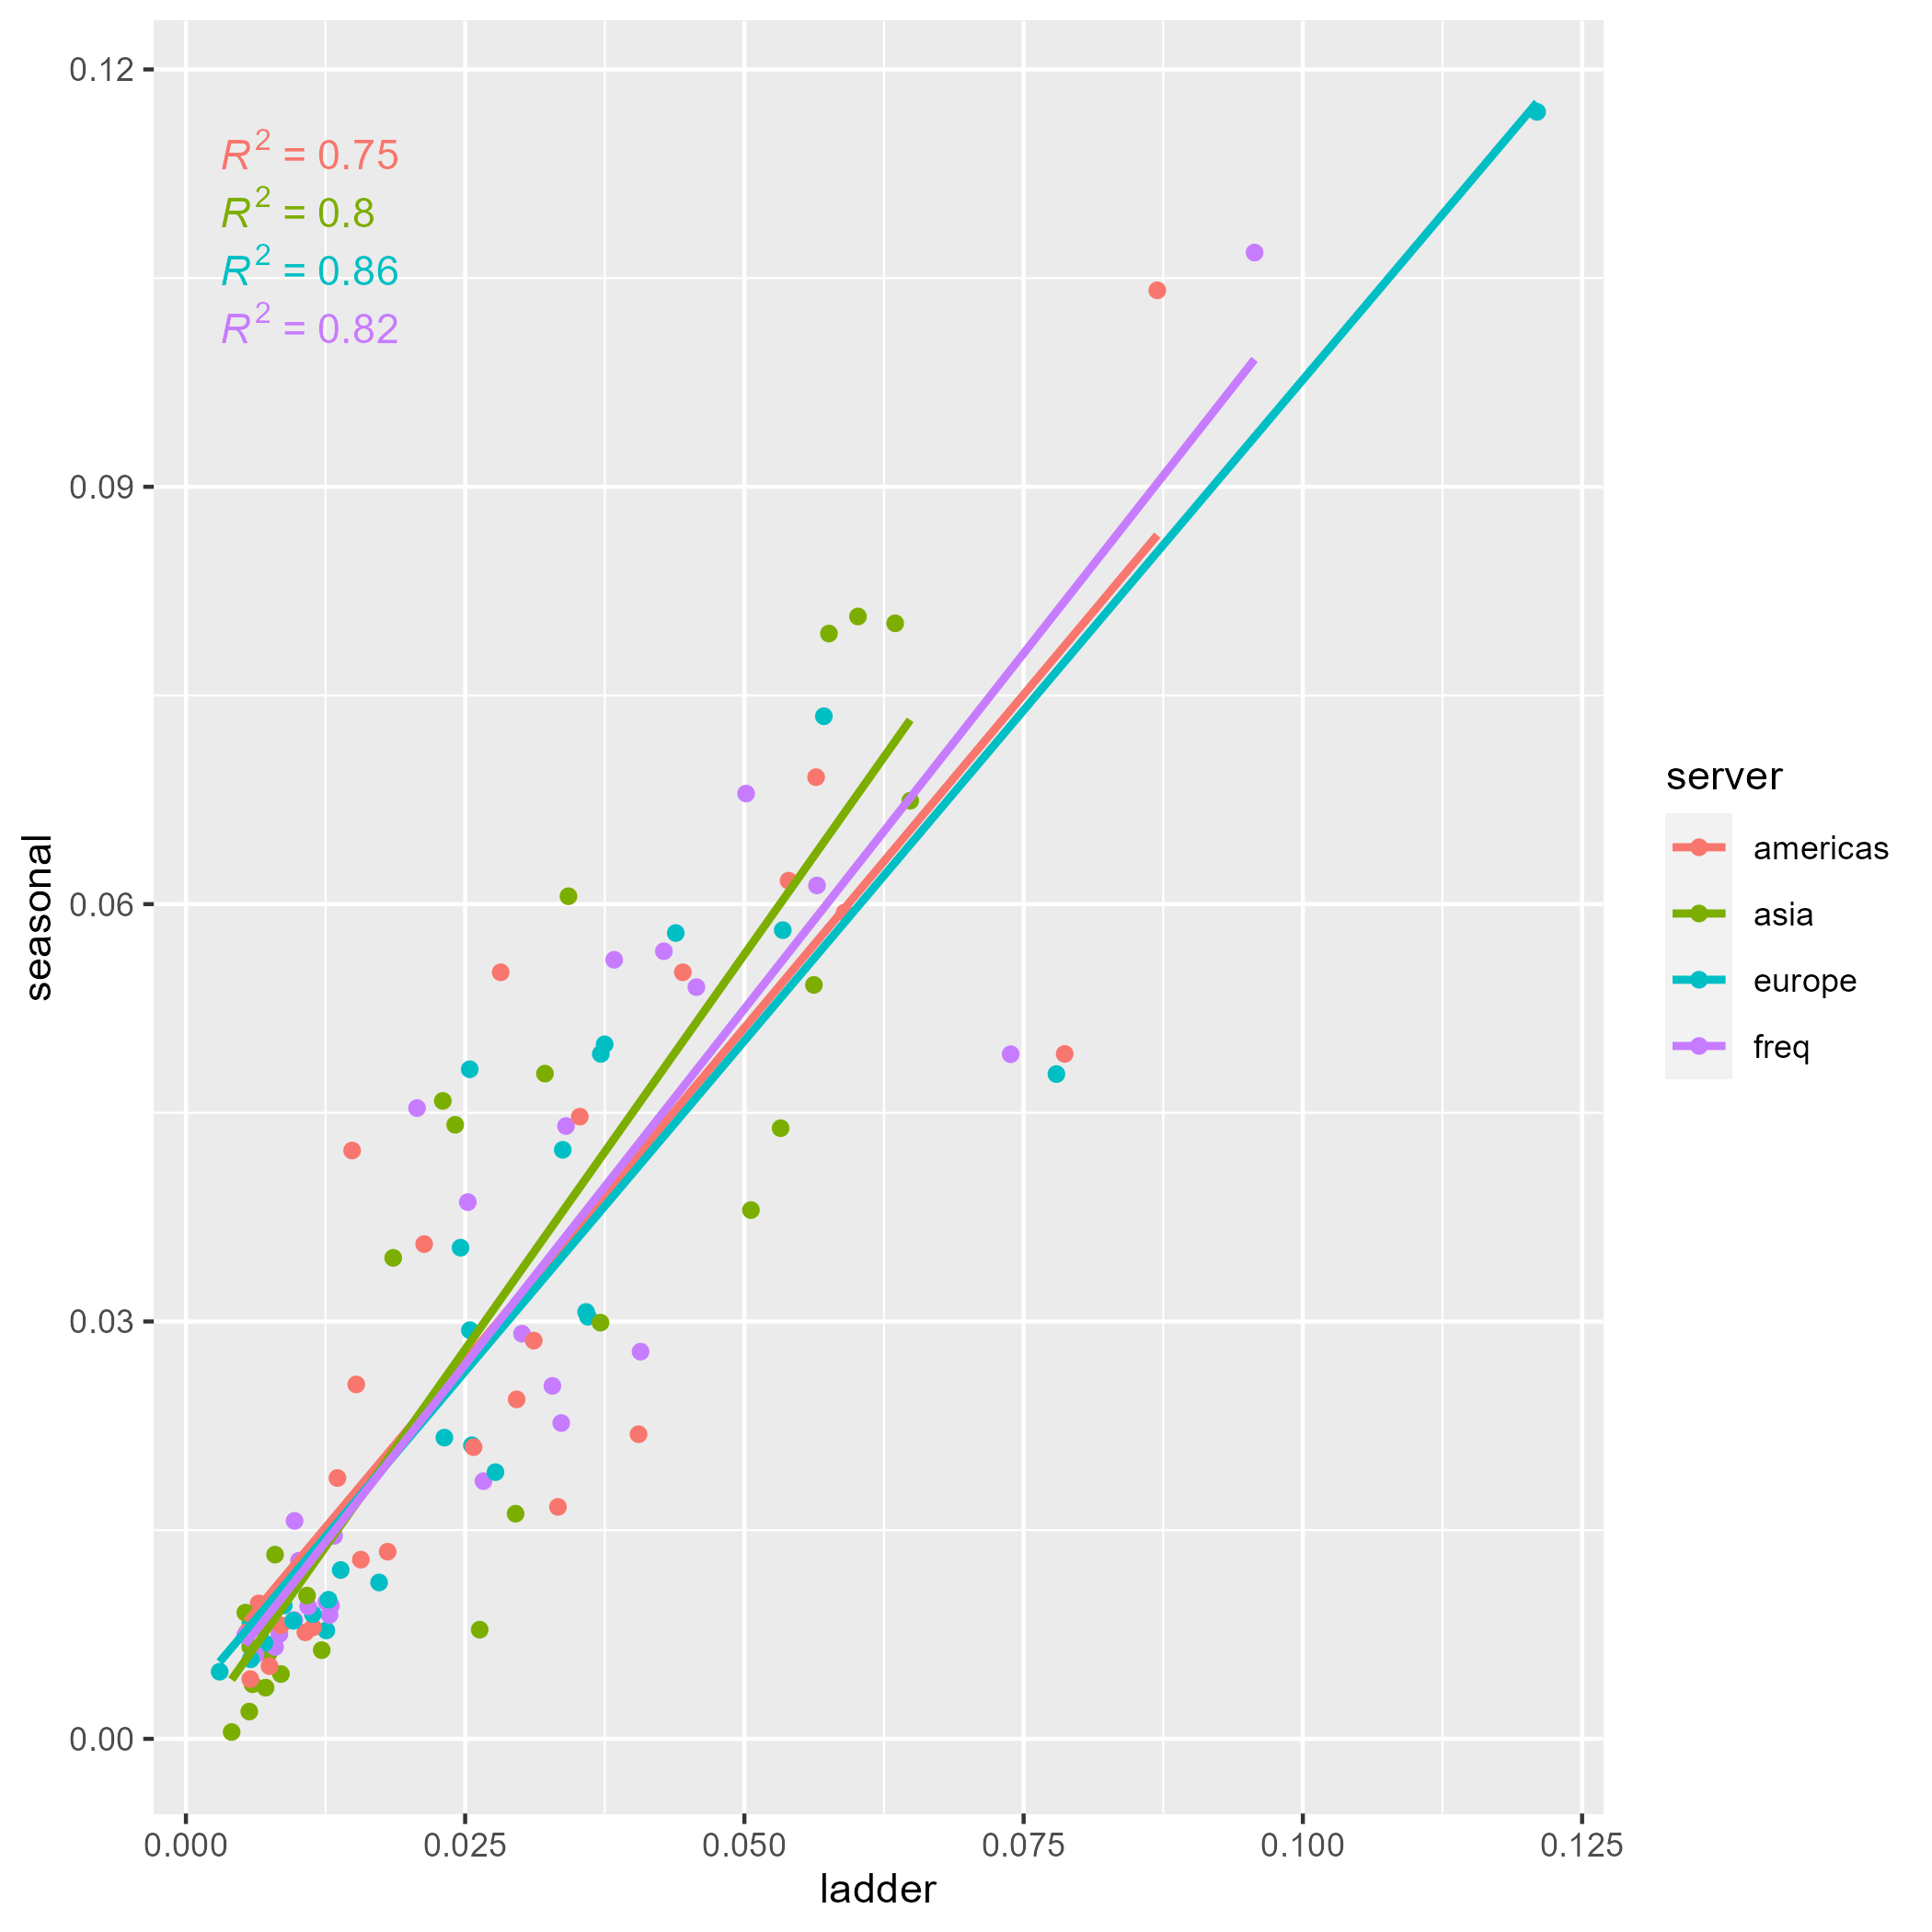 0.12
0.09
0.06
0.03
0.00
seasonal
R² = 0.75
R² = 0.8
R² = 0.86
R² = 0.82
0.000 0.025 0.050 0.075 0.100 0.125
ladder
server
americas
asia
europe
freq